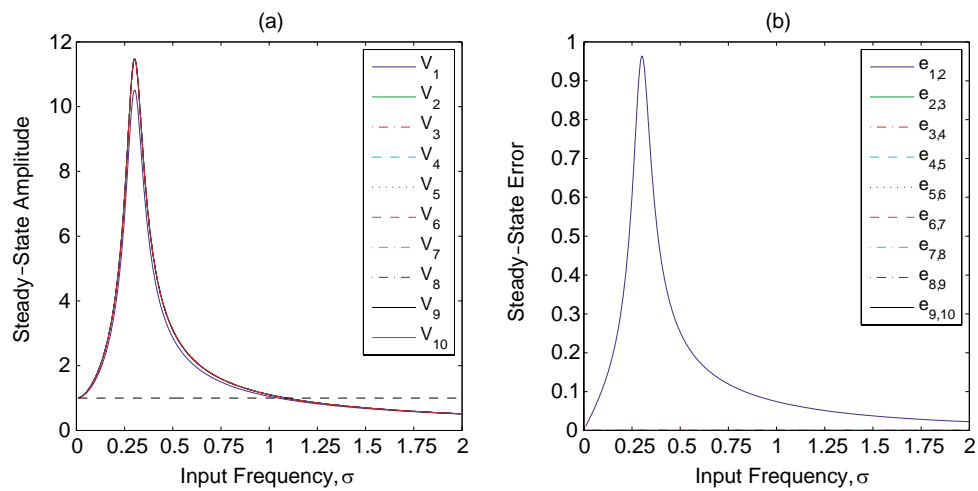 (a)
Steady-State Amplitude
12
10
8
6
4
2
0
0 0.25 0.5 0.75 1 1.25 1.5 1.75 2
Input Frequency, σ
V1
V2
V3
V4
V5
V6
V7
V8
V9
V10
(b)
Steady-State Error
1
0.9
0.8
0.7
0.6
0.5
0.4
0.3
0.2
0.1
0
0 0.25 0.5 0.75 1 1.25 1.5 1.75 2
Input Frequency, σ
e1,2
e2,3
e3,4
e4,5
e5,6
e6,7
e7,8
e8,9
e9,10